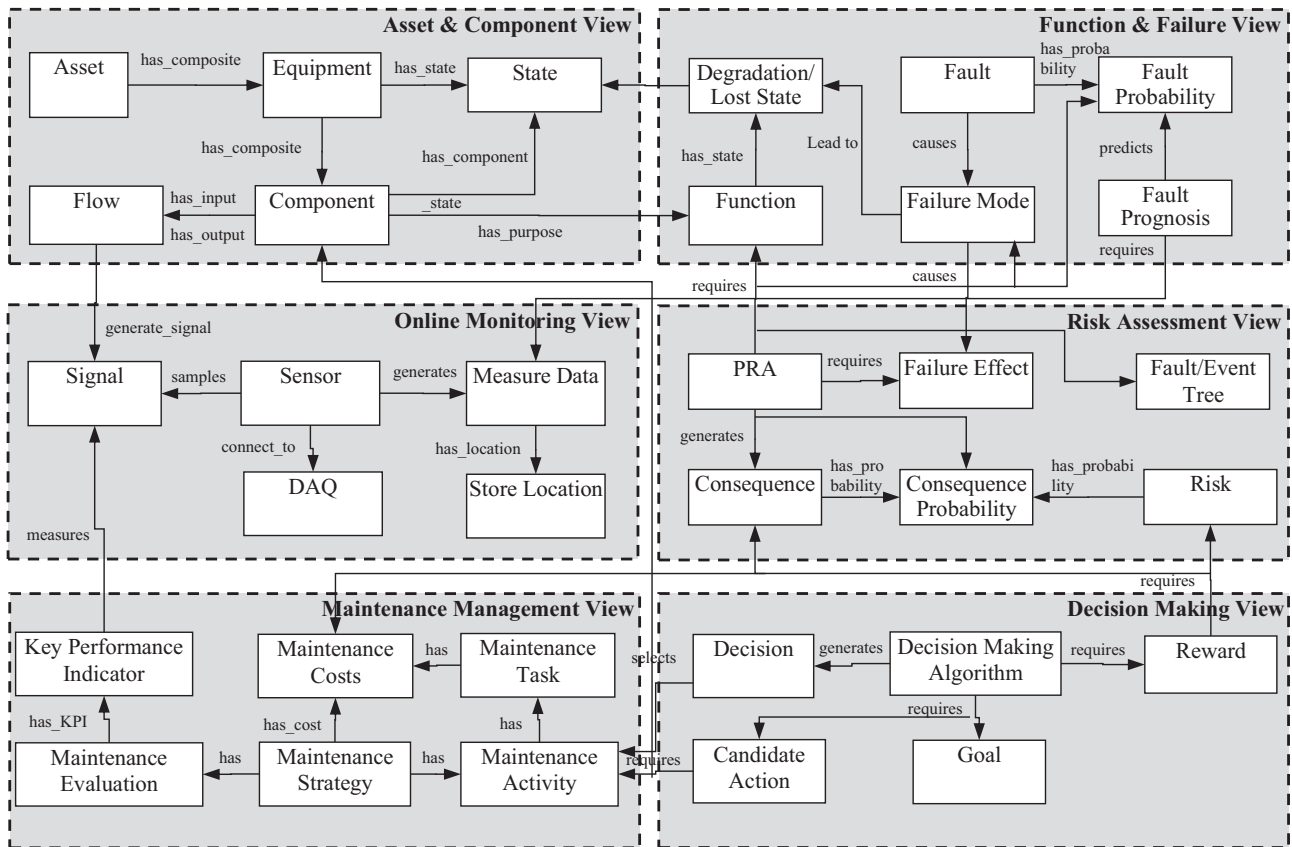 Asset & Component View
Asset
has_composite
Equipment
has_state
State
has_composite
has_component
_state
Flow
has_input
has_output
Component
has_purpose
Function & Failure View
Degradation/
Lost State
Fault
has_proba
bility
Fault
Probability
has_state
Lead to
causes
predicts
Function
Failure Mode
Fault
Prognosis
requires
causes
requires
Online Monitoring View
generate_signal
Signal
samples
Sensor
generates
Measure Data
connect_to
has_location
DAQ
Store Location
measures
Risk Assessment View
PRA
requires
Failure Effect
Fault/Event
Tree
generates
Consequence
has_pro
bability
Consequence
Probability
has_probabi
lity
Risk
requires
Maintenance Management View
Key Performance
Indicator
Maintenance
Costs
has
Maintenance
Task
has_KPI
has_cost
has
Maintenance
Evaluation
has
Maintenance
Strategy
has
Maintenance
Activity
Decision Making View
selects
Decision
generates
Decision Making
Algorithm
requires
Reward
requires
requires
Candidate
Action
Goal